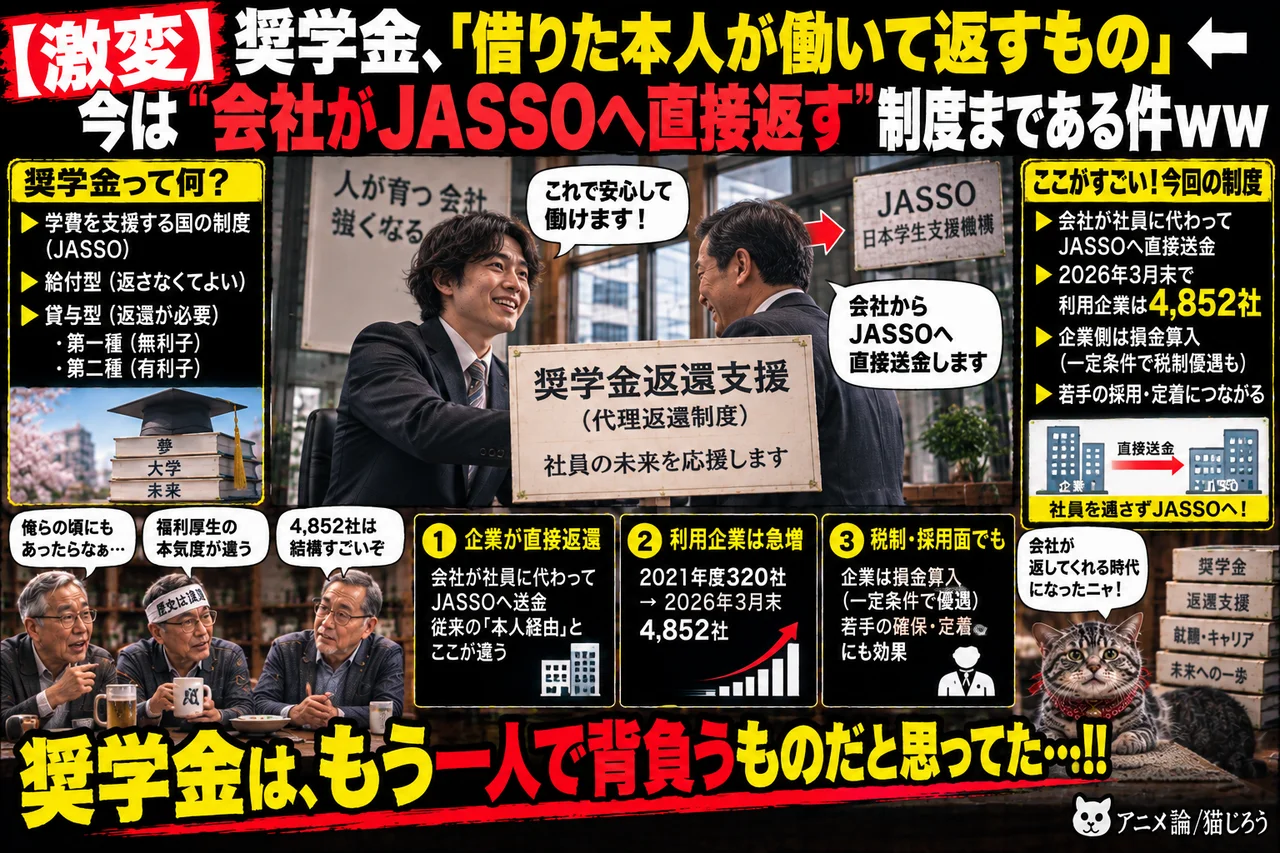 【激変】奨学金、「借りた本人が働いて返すもの」←
今は“会社がJASSOへ直接返す”制度まである件ww
奨学金って何？
▶ 学費を支援する国の制度
(JASSO)
▶ 給付型（返さなくてよい）
▶ 貸与型（返還が必要）
・第一種（無利子）
・第二種（有利子）
夢
大学
未来
人が育つ 会社
強くなる
これで安心して
働けます！
JASSO
日本学生支援機構
会社から
JASSOへ
直接送金します
奨学金返還支援
（代理返還制度）
社員の未来を応援します
ここがすごい！今回の制度
▶ 会社が社員に代わって
JASSOへ直接送金
▶ 2026年3月末で
利用企業は4,852社
▶ 企業側は損金算入
（一定条件で税制優遇も）
▶ 若手の採用・定着につながる
直接送金
企業
社員を通さずJASSOへ！
俺らの頃にも
あったらなぁ…
福利厚生の
本気度が違う
4,852社は
結構すごいぞ
歴史は
① 企業が直接返還
会社が社員に代わって
JASSOへ送金
従来の「本人経由」と
ここが違う
② 利用企業は急増
2021年度320社
→ 2026年3月末
4,852社
③ 税制・採用面でも
企業は損金算入
（一定条件で優遇）
若手の確保・定着
にも効果
会社が
返してくれる時代
になったニャ！
奨学金
返還支援
就職・キャリア
未来への一歩
奨学金は、もう一人で背負うものだと思ってた…!!
アニメ論/猫じろう